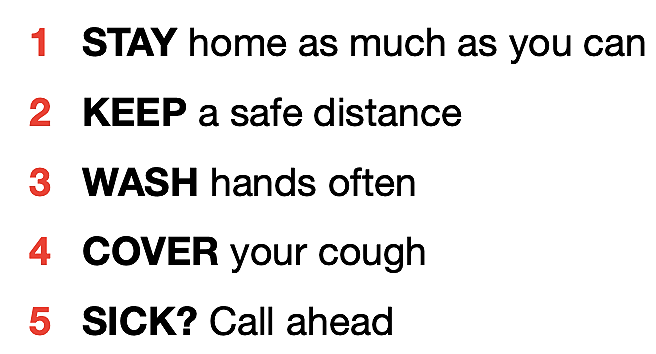 1 STAY home as much as you can
2 KEEP a safe distance
3 WASH hands often
4 COVER your cough
5 SICK? Call ahead